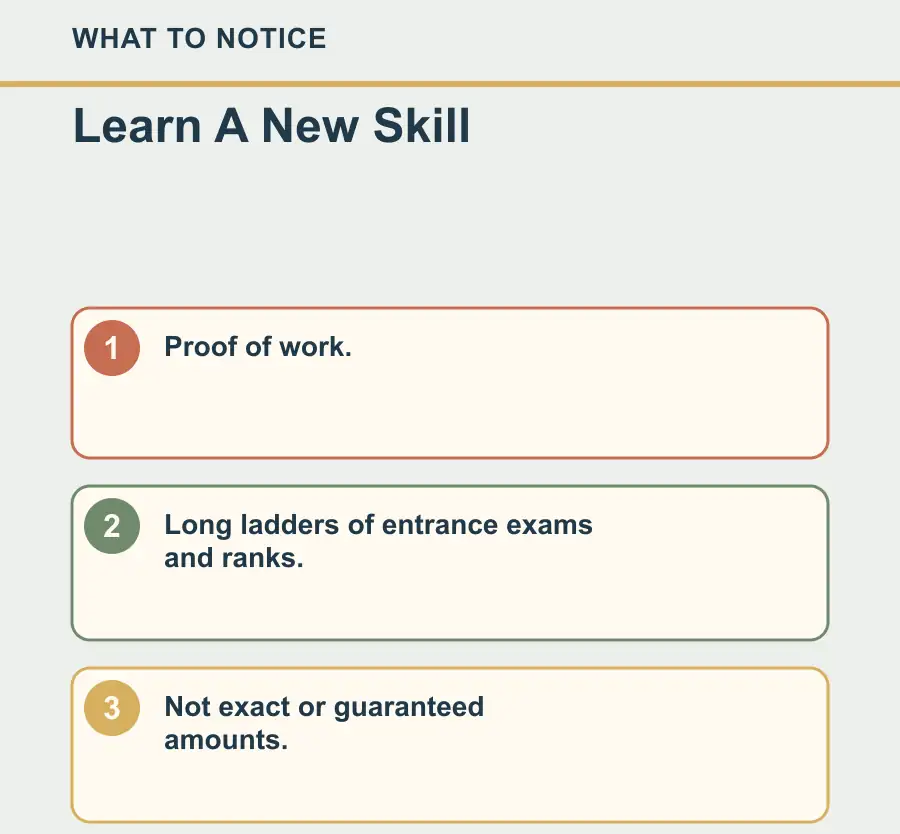 WHAT TO NOTICE
Learn A New Skill
1
Proof of work.
2
Long ladders of entrance exams
and ranks.
3
Not exact or guaranteed
amounts.